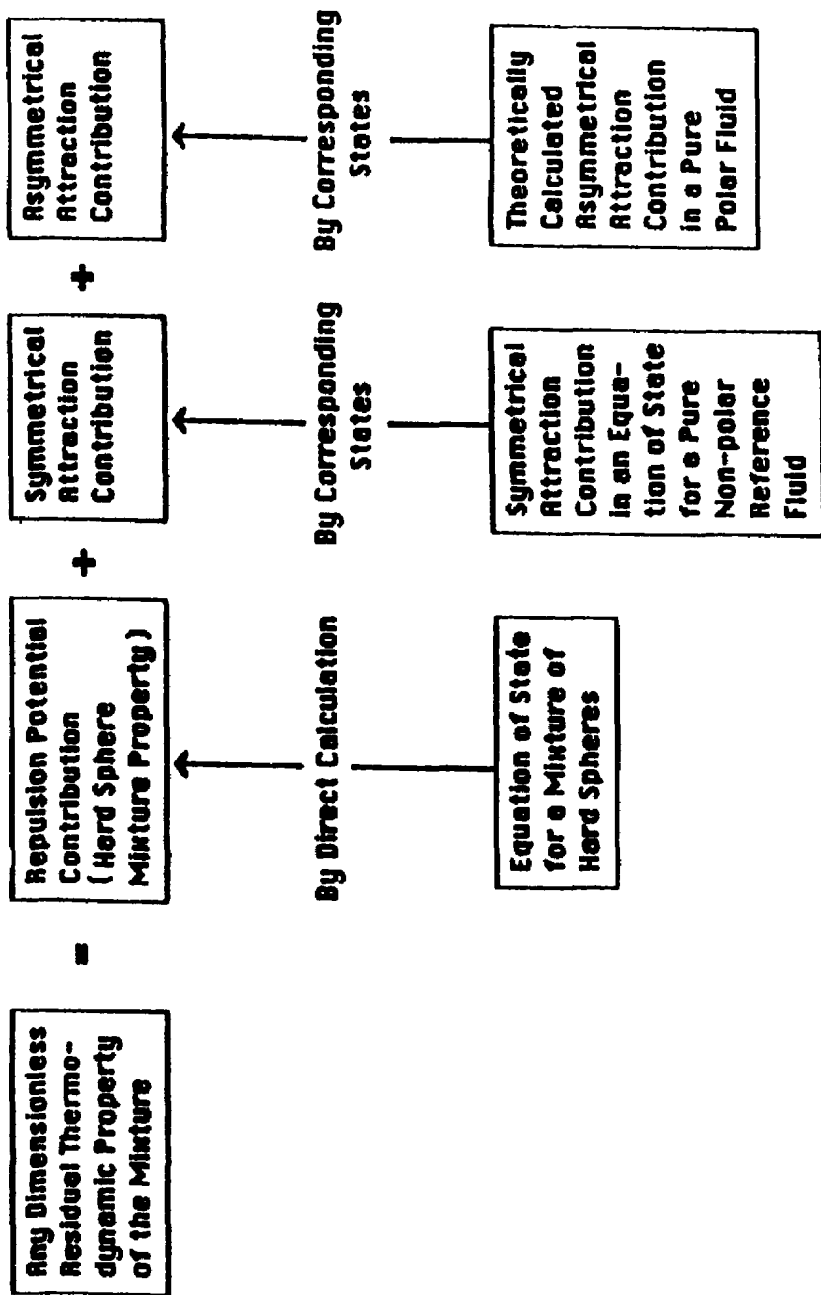 Any Dimensionless
Residual Thermo-
dynamic Property
of the Mixture
=
Repulsion Potential
Contribution
(Hard Sphere
Mixture Property)
+
Symmetrical
Attraction
Contribution
+
Asymmetrical
Attraction
Contribution
By Direct Calculation
By Corresponding
States
By Corresponding
States
Equation of State
for a Mixture of
Hard Spheres
Symmetrical
Attraction
Contribution
in an Equa-
tion of State
for a Pure
Non-polar
Reference
Fluid
Theoretically
Calculated
Asymmetrical
Attraction
Contribution
in a Pure
Polar Fluid